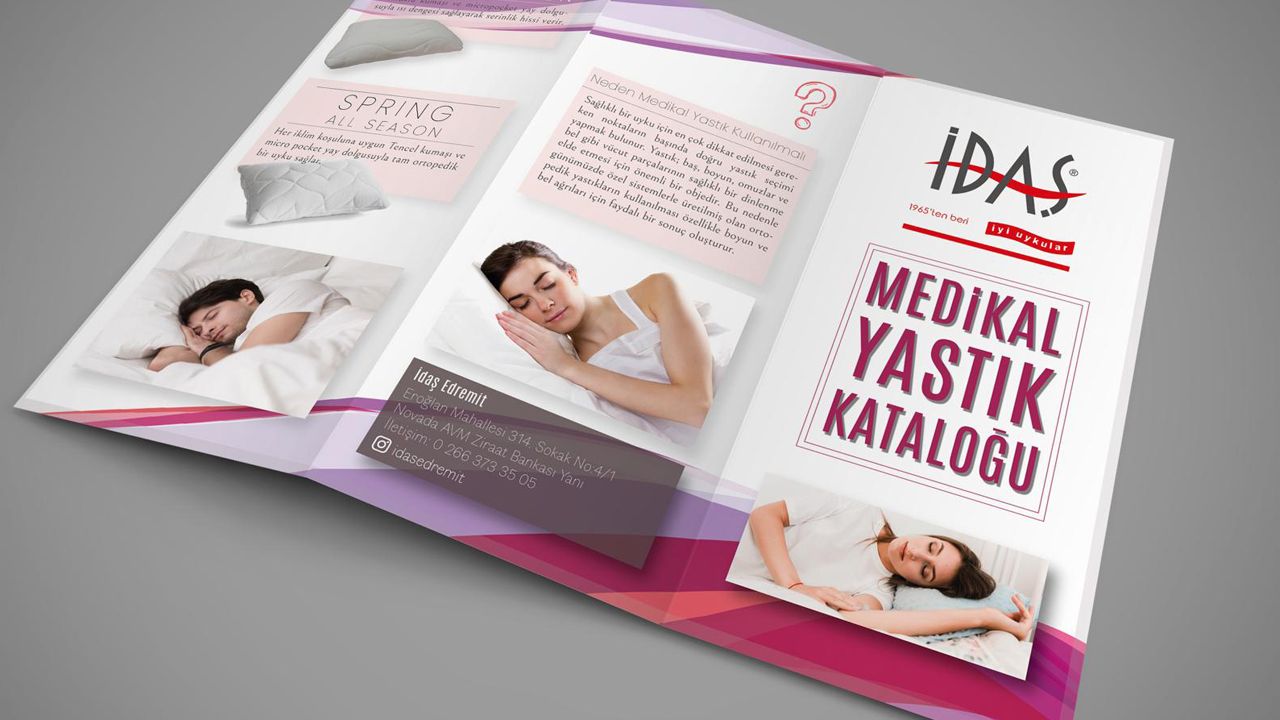 kumaşı ve micropocket yay dolgu-
suyla ısı dengesi sağlayarak serinlik hissi verir.
SPRING
ALL SEASON
Her iklim koşuluna uygun Tencel kumaşı ve
micro pocket yay dolgusuyla tam ortopedik
bir uyku sağlar.
Neden Medikal Yastık Kullanılmalı
?
Sağlıklı bir uyku için en çok dikkat edilmesi gere-
ken noktaların başında doğru yastık seçimi
yapmak bulunur. Yastık; baş, boyun, omuzlar ve
bel gibi vücut parçalarının sağlıklı bir dinlenme
elde etmesi için önemli bir objedir. Bu nedenle
günümüzde özel sistemlerle üretilmiş olan orto-
pedik yastıkların kullanılması özellikle boyun ve
bel ağrıları için faydalı bir sonuç oluşturur.
Idaş Edremit
Eroğlan Mahallesi 314. Sokak No:4/1
Novada AVM Ziraat Bankası Yanı
İletişim: 0 266 373 35 05
idasedremit
İDAŞ®
1965'ten beri
iyi uykular
MEDİKAL
YASTIK
KATALOĞU